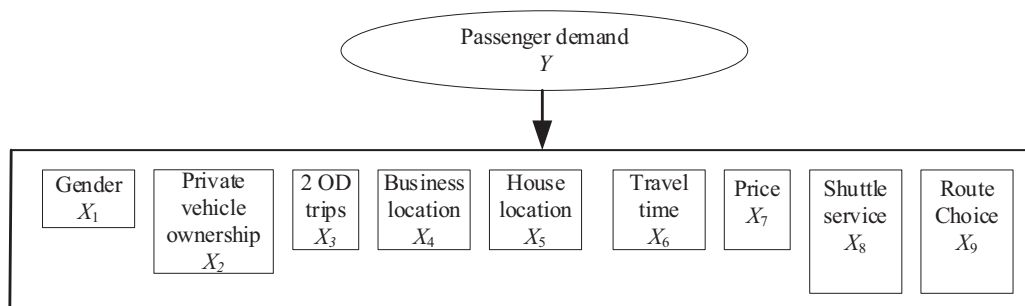 Passenger demand
Y
Gender
X1
Private
vehicle
ownership
X2
2 OD
trips
X3
Business
location
X4
House
location
X5
Travel
time
X6
Price
X7
Shuttle
service
X8
Route
Choice
X9